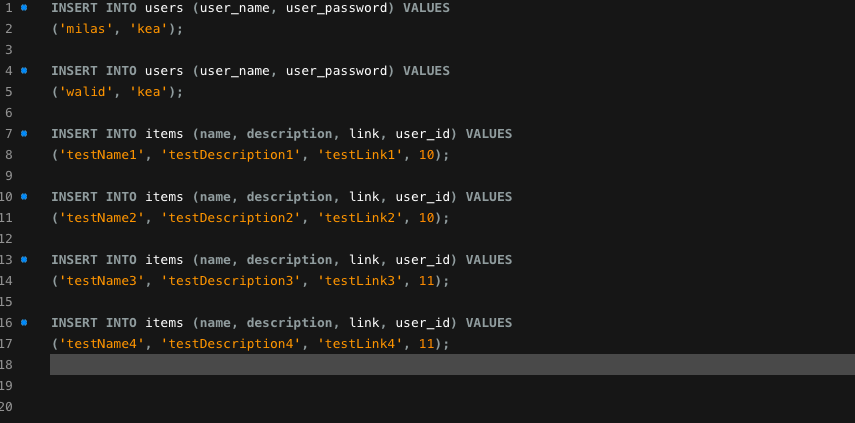 1 INSERT INTO users (user_name, user_password) VALUES
2 ('milas', 'kea');
3
4 INSERT INTO users (user_name, user_password) VALUES
5 ('walid', 'kea');
6
7 INSERT INTO items (name, description, link, user_id) VALUES
8 ('testName1', 'testDescription1', 'testLink1', 10);
9
10 INSERT INTO items (name, description, link, user_id) VALUES
11 ('testName2', 'testDescription2', 'testLink2', 10);
12
13 INSERT INTO items (name, description, link, user_id) VALUES
14 ('testName3', 'testDescription3', 'testLink3', 11);
15
16 INSERT INTO items (name, description, link, user_id) VALUES
17 ('testName4', 'testDescription4', 'testLink4', 11);
18
19
20